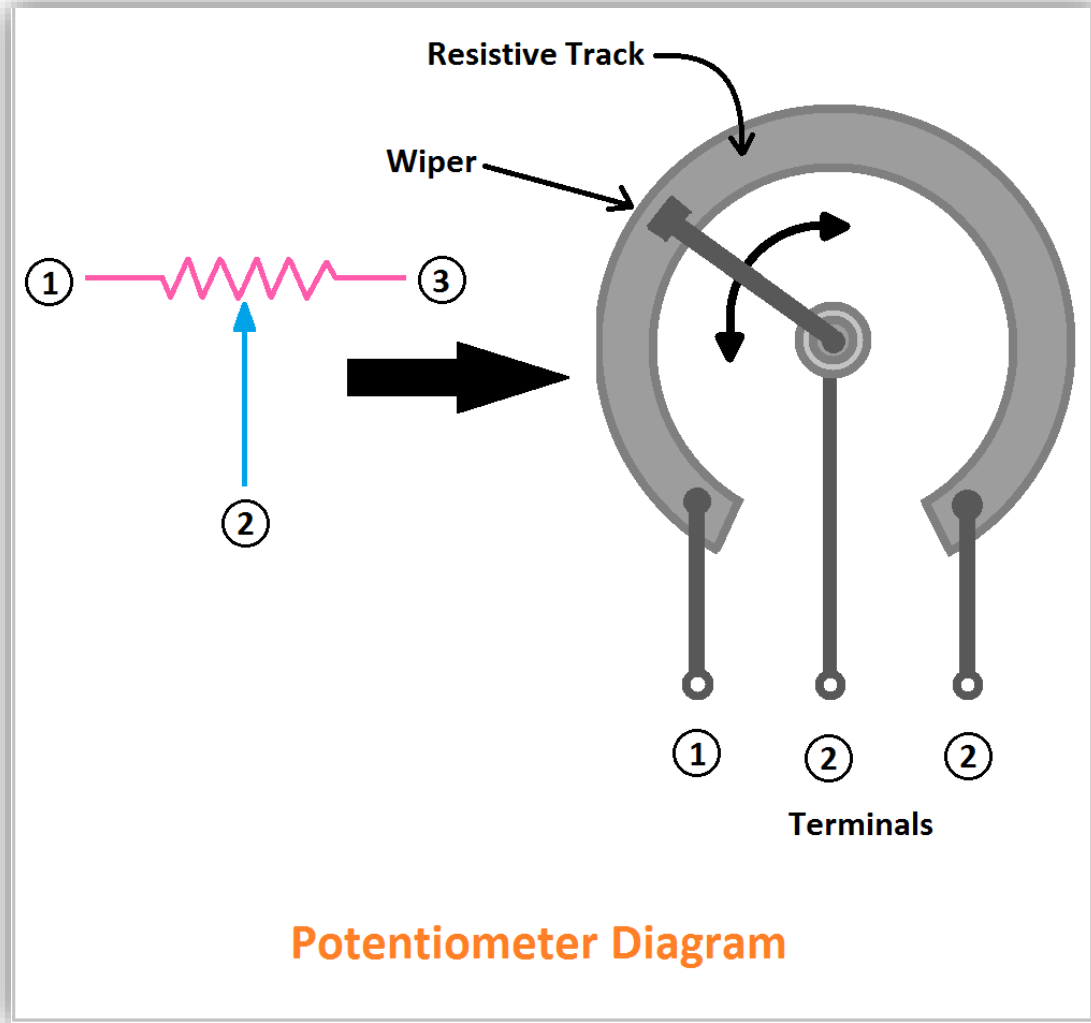 Resistive Track
Wiper
1
3
2
1 2 2
Terminals
Potentiometer Diagram